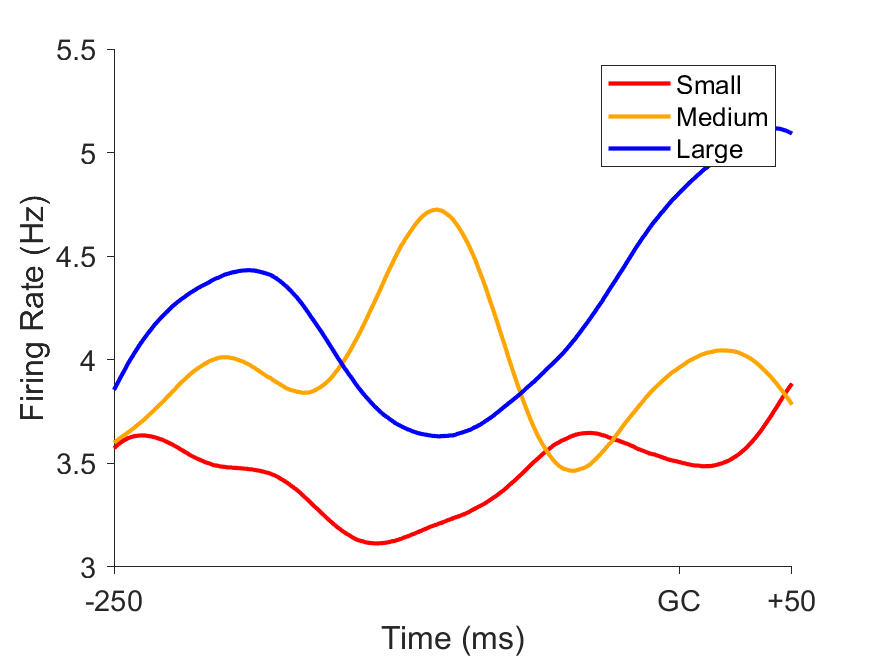 5.5
5
4.5
4
3.5
3
Firing Rate (Hz)
Small
Medium
Large
-250
GC
+50
Time (ms)